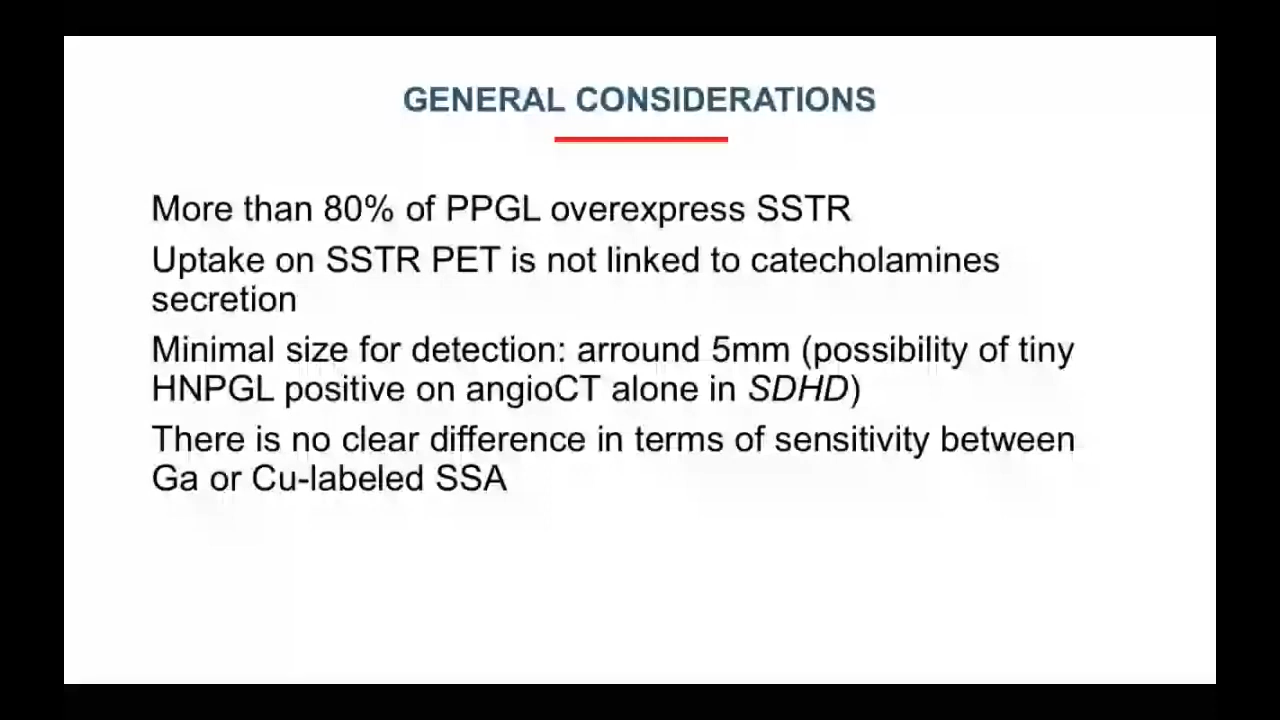 GENERAL CONSIDERATIONS
More than 80% of PPGL overexpress SSTR
Uptake on SSTR PET is not linked to catecholamines
secretion
Minimal size for detection: arround 5mm (possibility of tiny
HNPGL positive on angioCT alone in SDHD)
There is no clear difference in terms of sensitivity between
Ga or Cu-labeled SSA